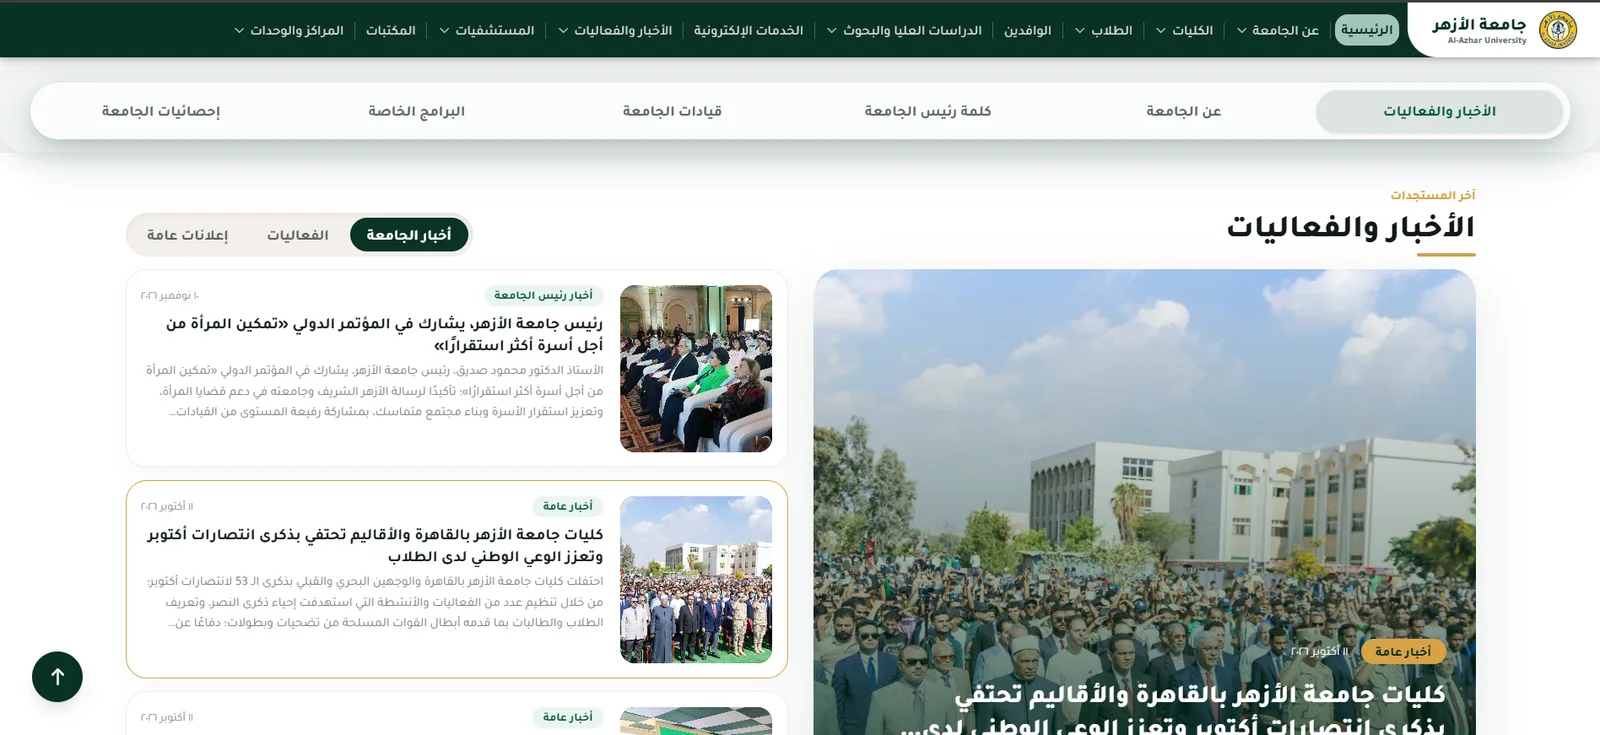 جامعة الأزهر
Al-Azhar University
الرئيسية
عن الجامعة
الكليات
الطلاب
الوافدين
الدراسات العليا والبحوث
الخدمات الإلكترونية
الأخبار والفعاليات
المستشفيات
المكتبات
المراكز والوحدات
الأخبار والفعاليات
عن الجامعة
كلمة رئيس الجامعة
قيادات الجامعة
البرامج الخاصة
إحصائيات الجامعة
آخر المستجدات
الأخبار والفعاليات
أخبار الجامعة
الفعاليات
إعلانات عامة
أخبار عامة
١١ أكتوبر ٢٠٢٦
كليات جامعة الأزهر بالقاهرة والأقاليم تحتفي
بذكرى انتصارات أكتوبر وتعزز الوعي الوطني لدى...
أخبار رئيس الجامعة
١٠ نوفمبر ٢٠٢٦
رئيس جامعة الأزهر، يشارك في المؤتمر الدولي «تمكين المرأة من
أجل أسرة أكثر استقرارًا»
الأستاذ الدكتور محمود صديق، رئيس جامعة الأزهر، يشارك في المؤتمر الدولي «تمكين المرأة
من أجل أسرة أكثر استقرارًا»؛ تأكيدًا لرسالة الأزهر الشريف وجامعته في دعم قضايا المرأة،
وتعزيز استقرار الأسرة وبناء مجتمع متماسك، بمشاركة رفيعة المستوى من القيادات...
أخبار عامة
١١ أكتوبر ٢٠٢٦
كليات جامعة الأزهر بالقاهرة والأقاليم تحتفي بذكرى انتصارات أكتوبر
وتعزز الوعي الوطني لدى الطلاب
احتفلت كليات جامعة الأزهر بالقاهرة والوجهين البحري والقبلي بذكرى الـ 53 لانتصارات أكتوبر؛
من خلال تنظيم عدد من الفعاليات والأنشطة التي استهدفت إحياء ذكرى النصر، وتعريف
الطلاب والطالبات بما قدمه أبطال القوات المسلحة من تضحيات وبطولات؛ دفاعًا عن...
أخبار عامة
١١ أكتوبر ٢٠٢٦